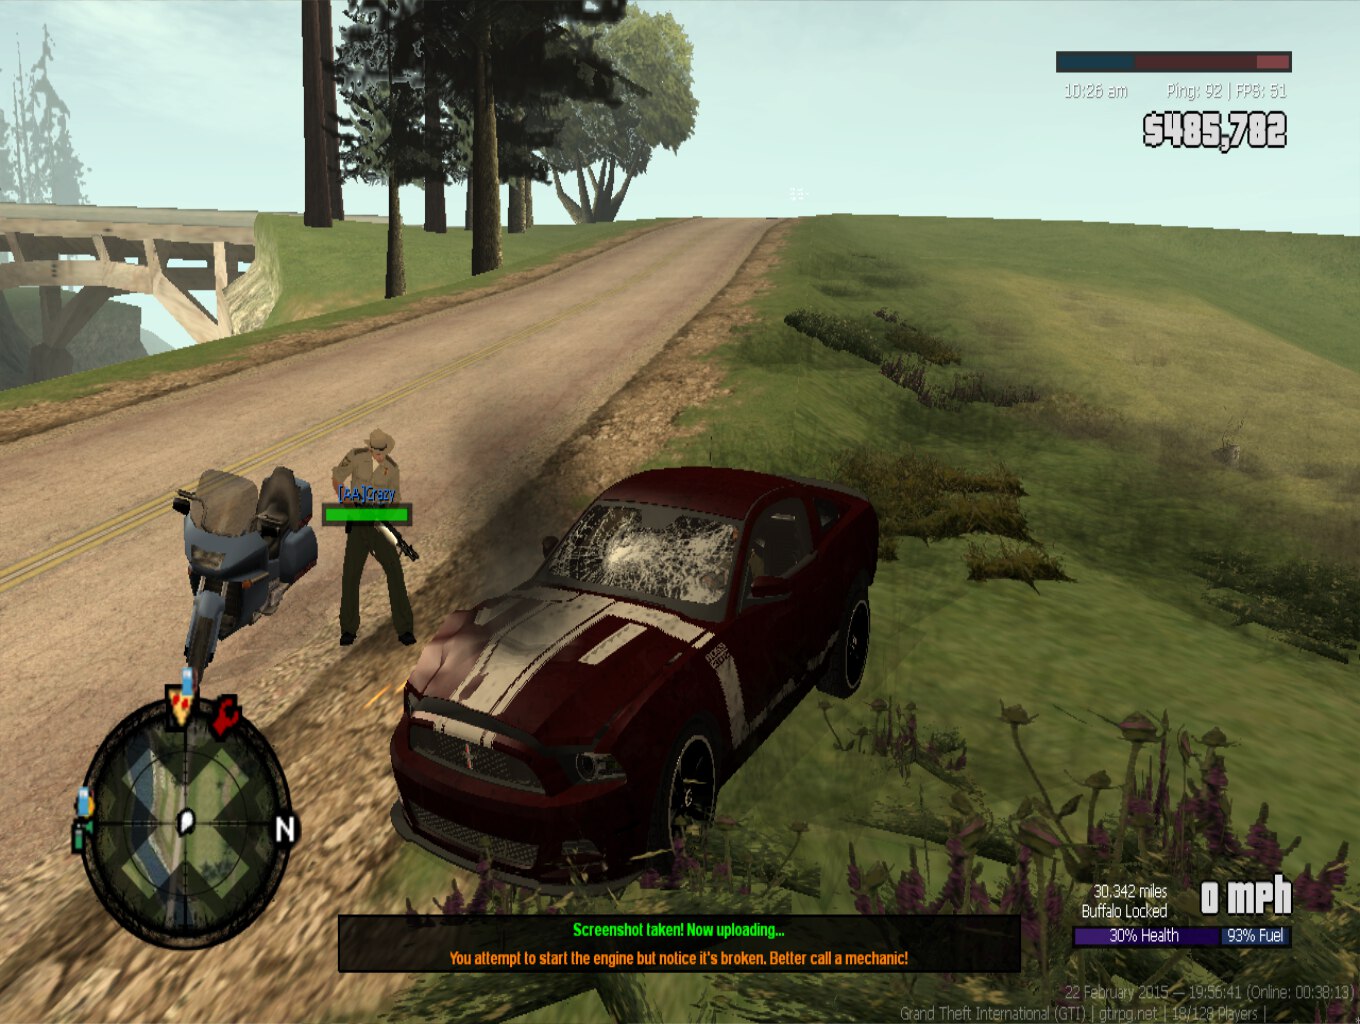 10:26 am Ping: 92 | FPS: 51
$485,782
[AA]Crazy
N
30.342 miles
0 mph
Buffalo Locked
30% Health 93% Fuel
Screenshot taken! Now uploading...
You attempt to start the engine but notice it's broken. Better call a mechanic!
22 February 2015 — 19:56:41 (Online: 00:38:13)
Grand Theft International (GTI) | gtirpg.net | 18/128 Players |